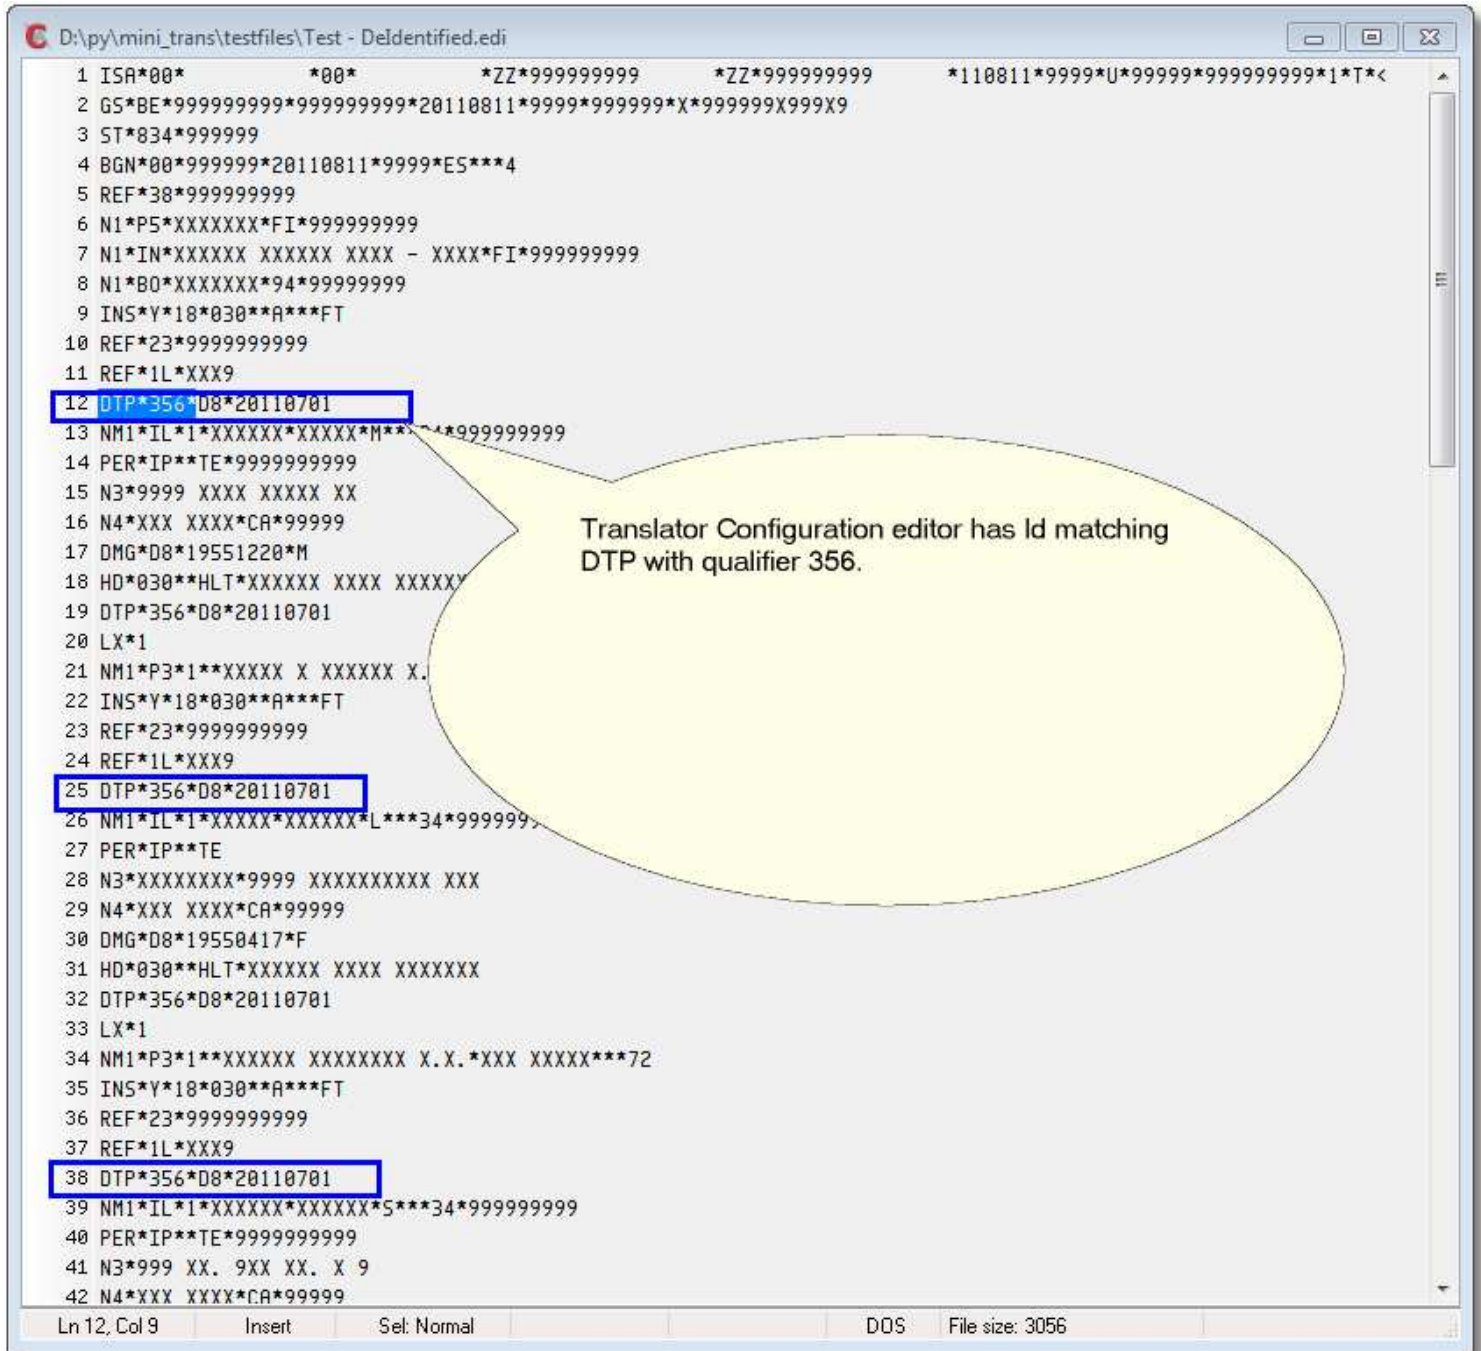 D:\py\mini_trans\testfiles\Test - DeIdentified.edi
1 ISA*00*          *00*          *ZZ*999999999      *ZZ*999999999      *110811*9999*U*99999*999999999*1*T*<
2 GS*BE*999999999*999999999*20110811*9999*999999*X*999999X999X9
3 ST*834*999999
4 BGN*00*999999*20110811*9999*ES***4
5 REF*38*999999999
6 N1*P5*XXXXXXX*FI*999999999
7 N1*IN*XXXXXX XXXXXX XXXX - XXXX*FI*999999999
8 N1*BO*XXXXXXX*94*99999999
9 INS*Y*18*030**A***FT
10 REF*23*9999999999
11 REF*1L*XXX9
12 DTP*356*D8*20110701
13 NM1*IL*1*XXXXXX*XXXXX*M** *999999999
14 PER*IP**TE*9999999999
15 N3*9999 XXXX XXXXX XX
16 N4*XXX XXXX*CA*99999
17 DMG*D8*19551220*M
18 HD*030**HLT*XXXXXX XXXX XXXXXX
19 DTP*356*D8*20110701
20 LX*1
21 NM1*P3*1**XXXXX X XXXXXX X.
22 INS*Y*18*030**A***FT
23 REF*23*9999999999
24 REF*1L*XXX9
25 DTP*356*D8*20110701
26 NM1*IL*1*XXXXX*XXXXXX*L***34*9999999
27 PER*IP**TE
28 N3*XXXXXXXX*9999 XXXXXXXXXX XXX
29 N4*XXX XXXX*CA*99999
30 DMG*D8*19550417*F
31 HD*030**HLT*XXXXXX XXXX XXXXXXX
32 DTP*356*D8*20110701
33 LX*1
34 NM1*P3*1**XXXXXX XXXXXXXX X.X.*XXX XXXXX***72
35 INS*Y*18*030**A***FT
36 REF*23*9999999999
37 REF*1L*XXX9
38 DTP*356*D8*20110701
39 NM1*IL*1*XXXXXX*XXXXXX*S***34*999999999
40 PER*IP**TE*9999999999
41 N3*999 XX. 9XX XX. X 9
42 N4*XXX XXXX*CA*99999
Translator Configuration editor has Id matching
DTP with qualifier 356.
Ln 12, Col 9 Insert Sel: Normal DOS File size: 3056